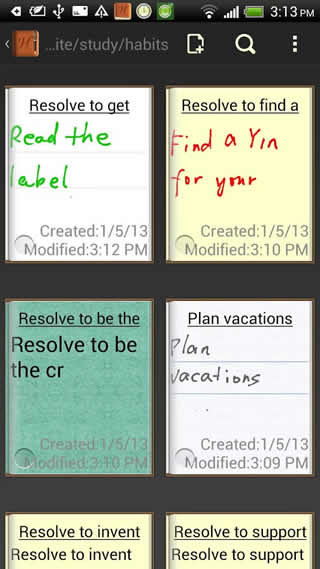 3:13 PM
...ite/study/habits
Resolve to get
Read the
label
Created:1/5/13
Modified:3:12 PM
Resolve to find a
Find a Yin
for your
Created:1/5/13
Modified:3:10 PM
Resolve to be the
Resolve to be
the cr
Created:1/5/13
Modified:3:10 PM
Plan vacations
Plan
vacations
Created:1/5/13
Modified:3:09 PM
Resolve to invent
Resolve to invent
Resolve to support
Resolve to support